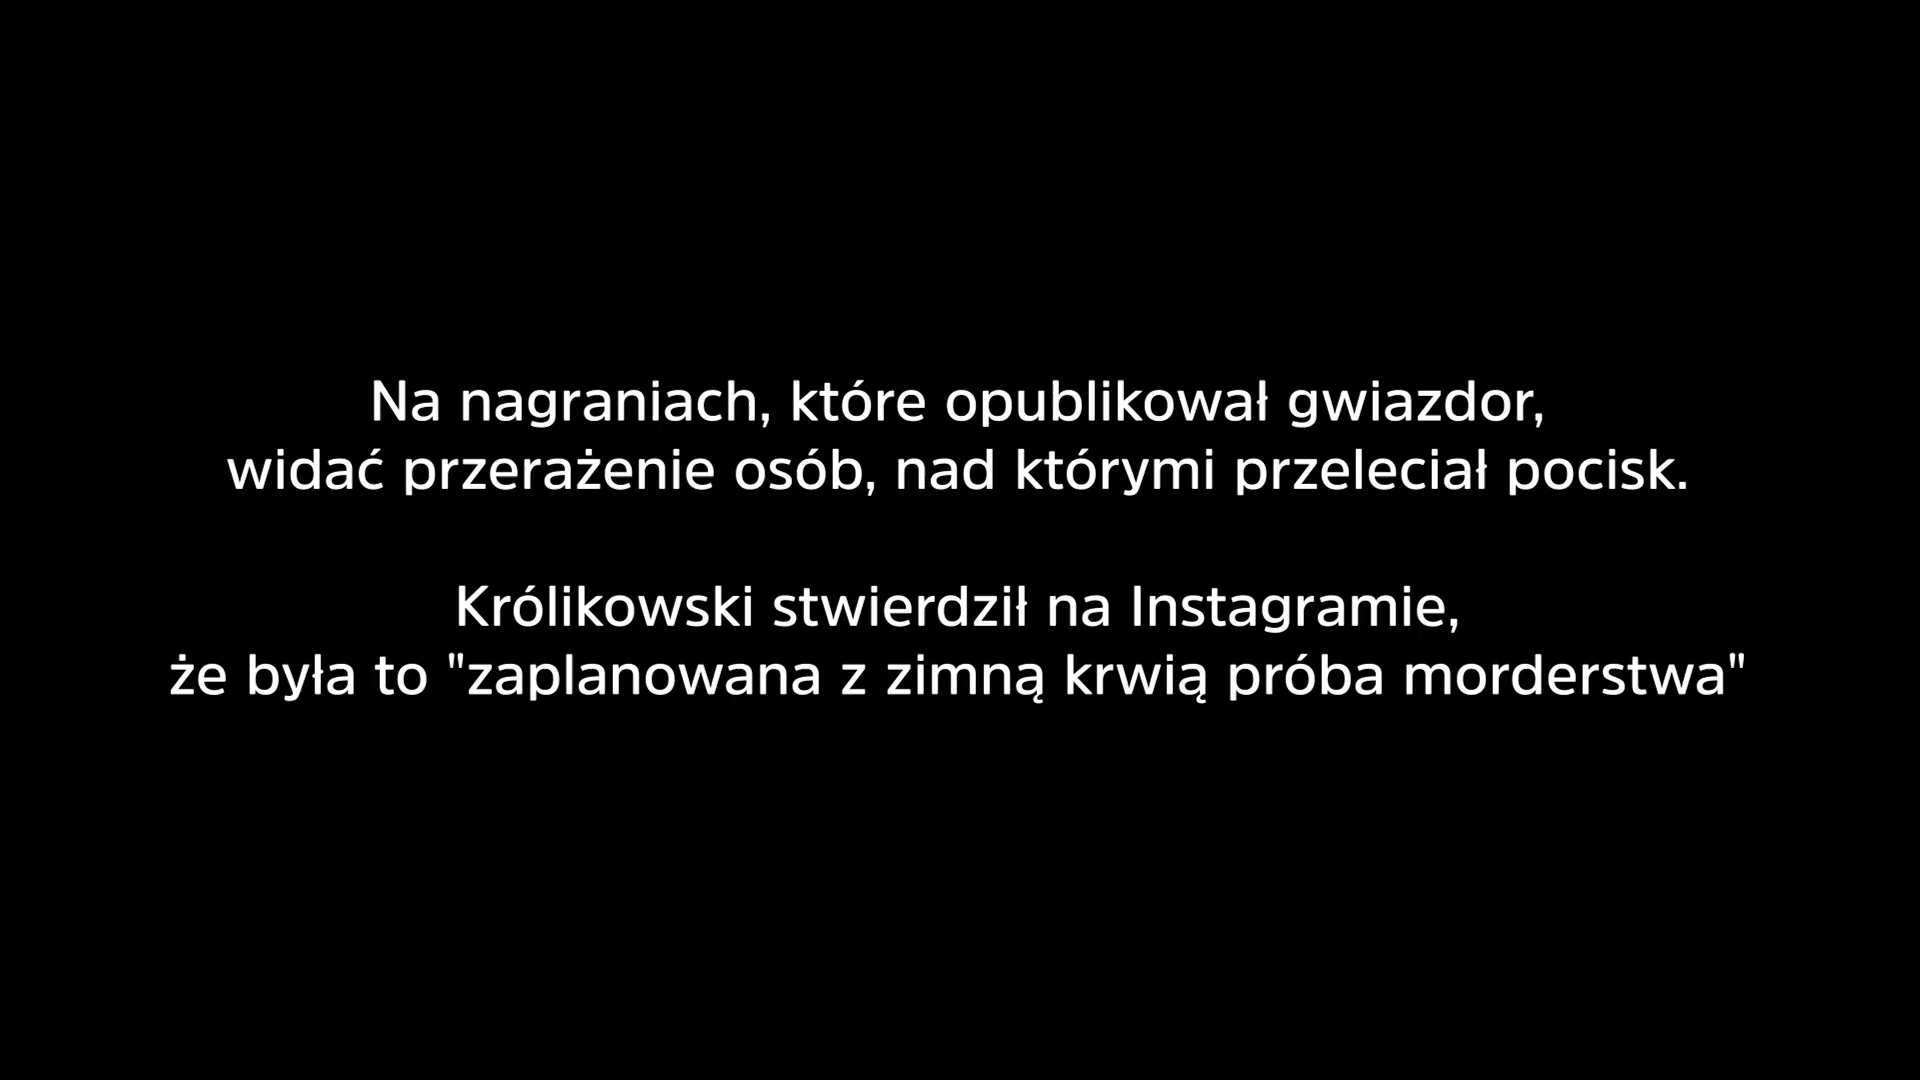 Na nagraniach, które opublikował gwiazdor,
widać przerażenie osób, nad którymi przeleciał pocisk.
Królikowski stwierdził na Instagramie,
że była to "zaplanowana z zimną krwią próba morderstwa"